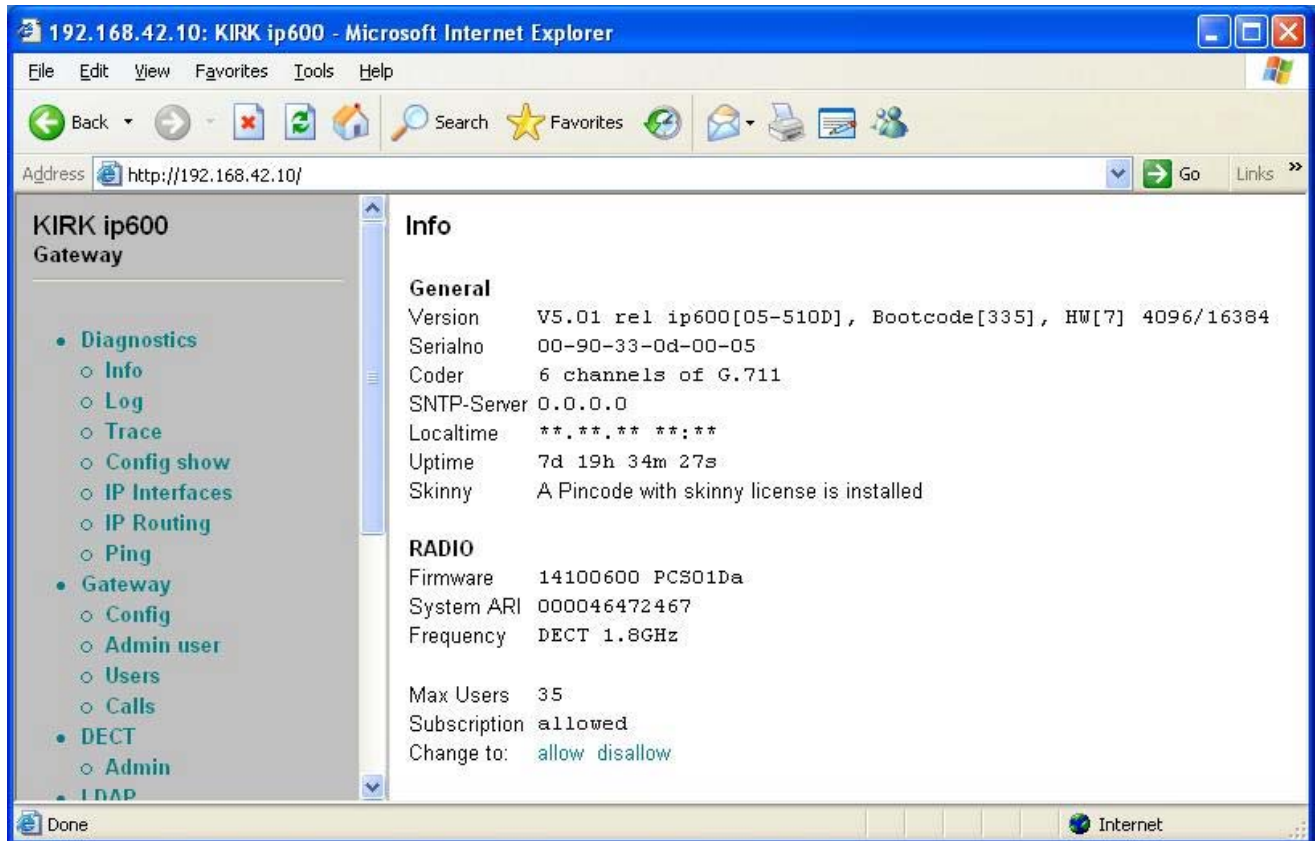 192.168.42.10: KIRK ip600 - Microsoft Internet Explorer
File Edit View Favorites Tools Help
Back Search Favorites
Address http://192.168.42.10/ Go Links »
KIRK ip600
Gateway
Diagnostics
Info
Log
Trace
Config show
IP Interfaces
IP Routing
Ping
Gateway
Config
Admin user
Users
Calls
DECT
Admin
LDAP
Info
General
Version V5.01 rel ip600[05-510D], Bootcode[335], HW[7] 4096/16384
Serialno 00-90-33-0d-00-05
Coder 6 channels of G.711
SNTP-Server 0.0.0.0
Localtime **.**.** **:**
Uptime 7d 19h 34m 27s
Skinny A Pincode with skinny license is installed
RADIO
Firmware 14100600 PCS01Da
System ARI 000046472467
Frequency DECT 1.8GHz
Max Users 35
Subscription allowed
Change to: allow disallow
Done Internet